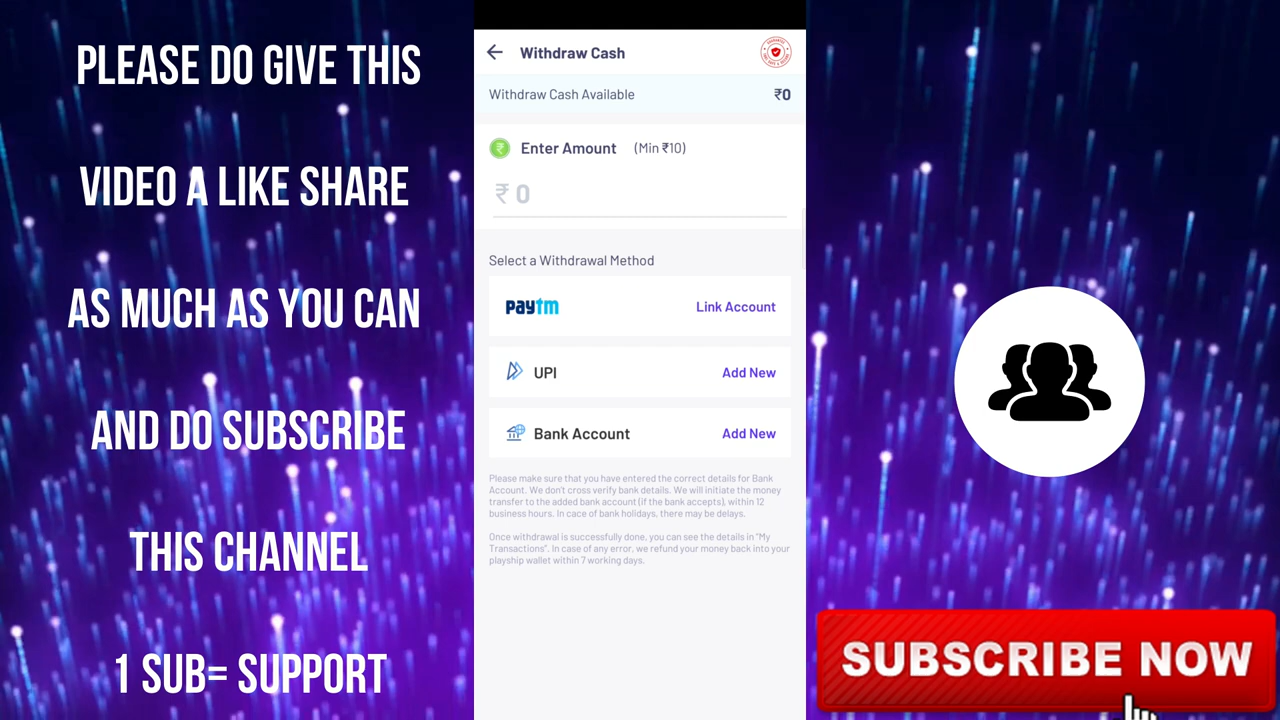 PLEASE DO GIVE THIS
VIDEO A LIKE SHARE
AS MUCH AS YOU CAN
AND DO SUBSCRIBE
THIS CHANNEL
1 SUB= SUPPORT
Withdraw Cash
Withdraw Cash Available ₹0
Enter Amount (Min ₹10)
₹ 0
Select a Withdrawal Method
paytm Link Account
UPI Add New
Bank Account Add New
Please make sure that you have entered the correct details for Bank
Account. We don't cross verify bank details. We will initiate the money
transfer to the added bank account (if the bank accepts), within 12
business hours. In cace of bank holidays, there may be delays.
Once withdrawal is successfully done, you can see the details in "My
Transactions". In case of any error, we refund your money back into your
playship wallet within 7 working days.
SUBSCRIBE NOW